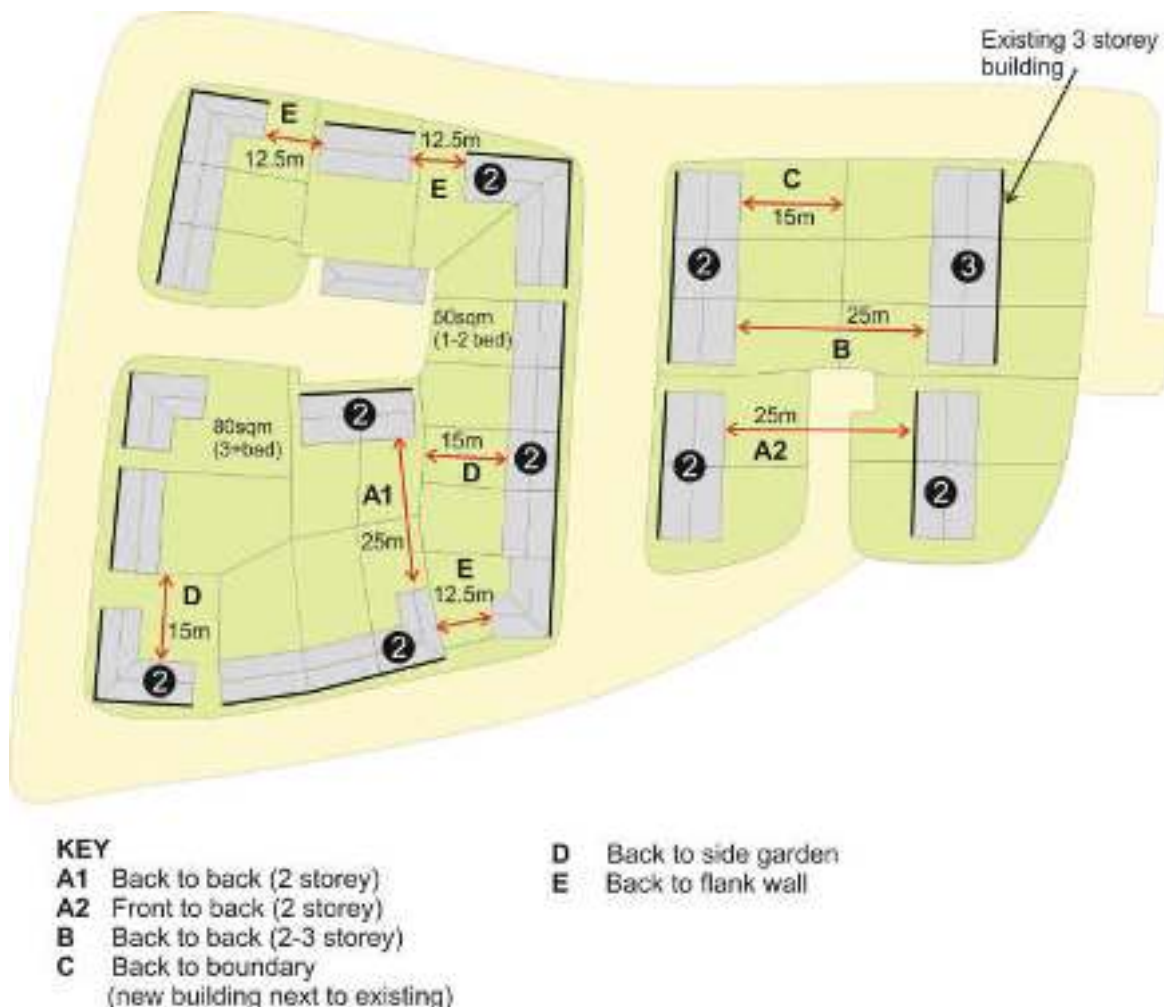 Existing 3 storey
building
E
12.5m
12.5m
E
2
C
15m
2
3
50sqm
(1-2 bed)
25m
B
80sqm
(3+bed)
2
15m
D
2
25m
A2
2
2
A1
25m
E
12.5m
D
15m
2
2
KEY
A1 Back to back (2 storey)
A2 Front to back (2 storey)
B Back to back (2-3 storey)
C Back to boundary
(new building next to existing)
D Back to side garden
E Back to flank wall